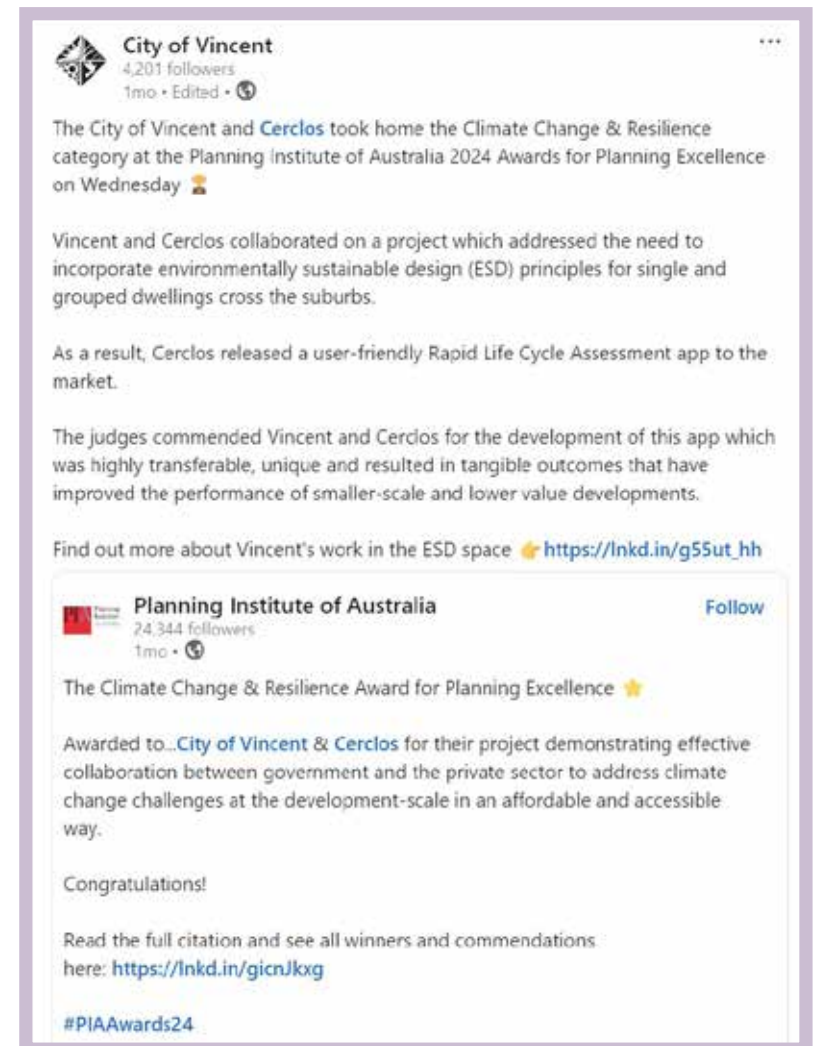 City of Vincent
...
4,201 followers
1mo • Edited •
The City of Vincent and Cerclos took home the Climate Change & Resilience
category at the Planning Institute of Australia 2024 Awards for Planning Excellence
on Wednesday 🏆
Vincent and Cerclos collaborated on a project which addressed the need to
incorporate environmentally sustainable design (ESD) principles for single and
grouped dwellings cross the suburbs.
As a result, Cerclos released a user-friendly Rapid Life Cycle Assessment app to the
market.
The judges commended Vincent and Cerclos for the development of this app which
was highly transferable, unique and resulted in tangible outcomes that have
improved the performance of smaller-scale and lower value developments.
Find out more about Vincent's work in the ESD space 👉 https://lnkd.in/g55ut_hh
PIA
Planning Institute of Australia
Follow
24,344 followers
1mo •
The Climate Change & Resilience Award for Planning Excellence ⭐
Awarded to...City of Vincent & Cerclos for their project demonstrating effective
collaboration between government and the private sector to address climate
change challenges at the development-scale in an affordable and accessible
way.
Congratulations!
Read the full citation and see all winners and commendations
here: https://lnkd.in/gicnJkxg
#PIAAwards24